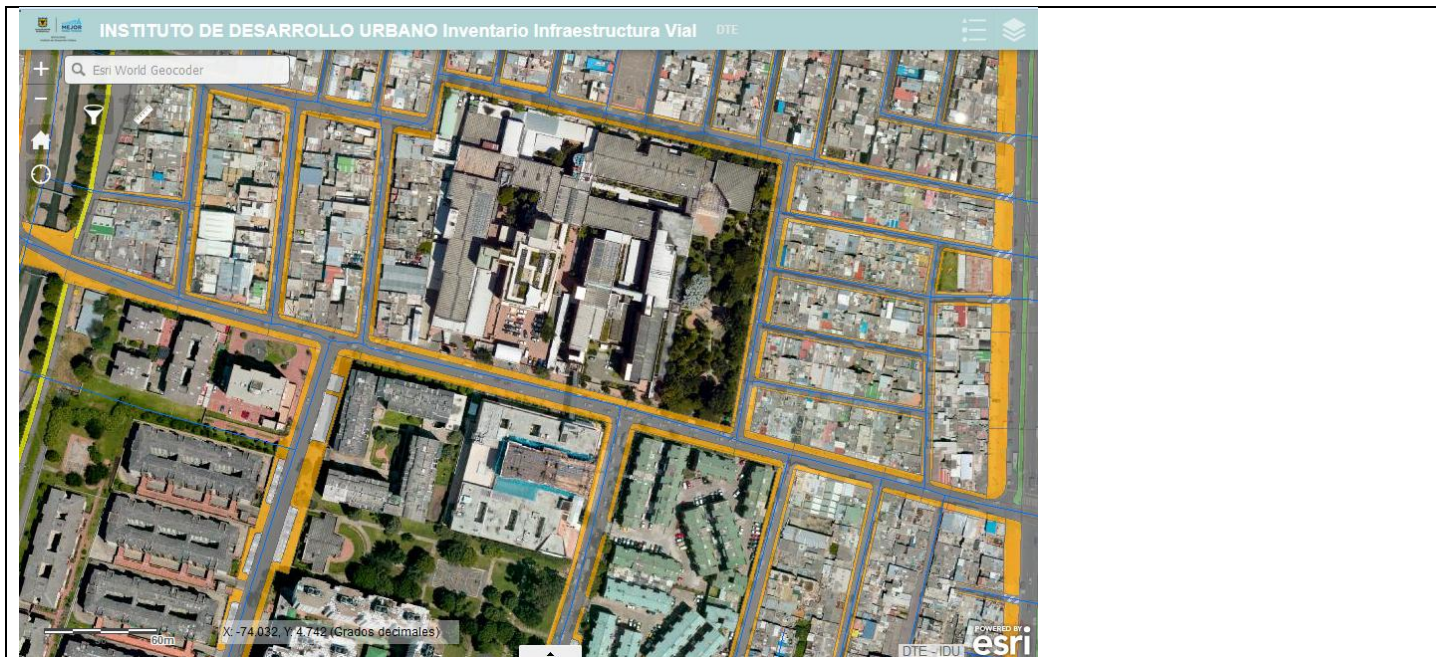 INSTITUTO DE DESARROLLO URBANO Inventario Infraestructura Vial DTE
MEJOR
Esri World Geocoder
60m
X: -74.032, Y: 4.742 (Grados decimales)
POWERED BY
esri
DTE - IDU